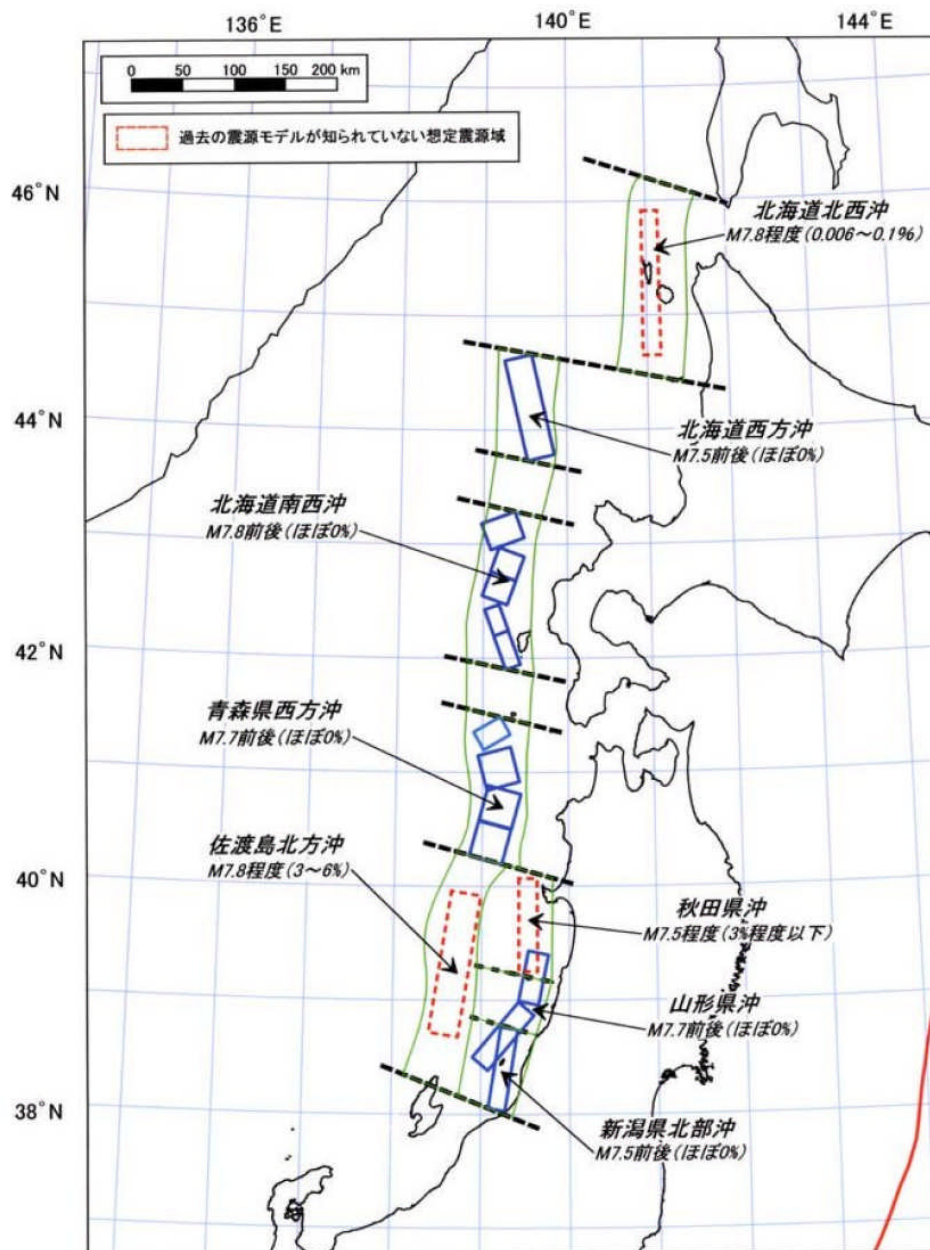 136°E
140°E
144°E
0 50 100 150 200 km
過去の震源モデルが知られていない想定震源域
46°N
北海道北西沖
M7.8程度(0.006～0.1%)
44°N
北海道西方沖
M7.5前後(ほぼ0%)
北海道南西沖
M7.8前後(ほぼ0%)
42°N
青森県西方沖
M7.7前後(ほぼ0%)
佐渡島北方沖
M7.8程度(3～6%)
40°N
秋田県沖
M7.5程度(3%程度以下)
山形県沖
M7.7前後(ほぼ0%)
38°N
新潟県北部沖
M7.5前後(ほぼ0%)